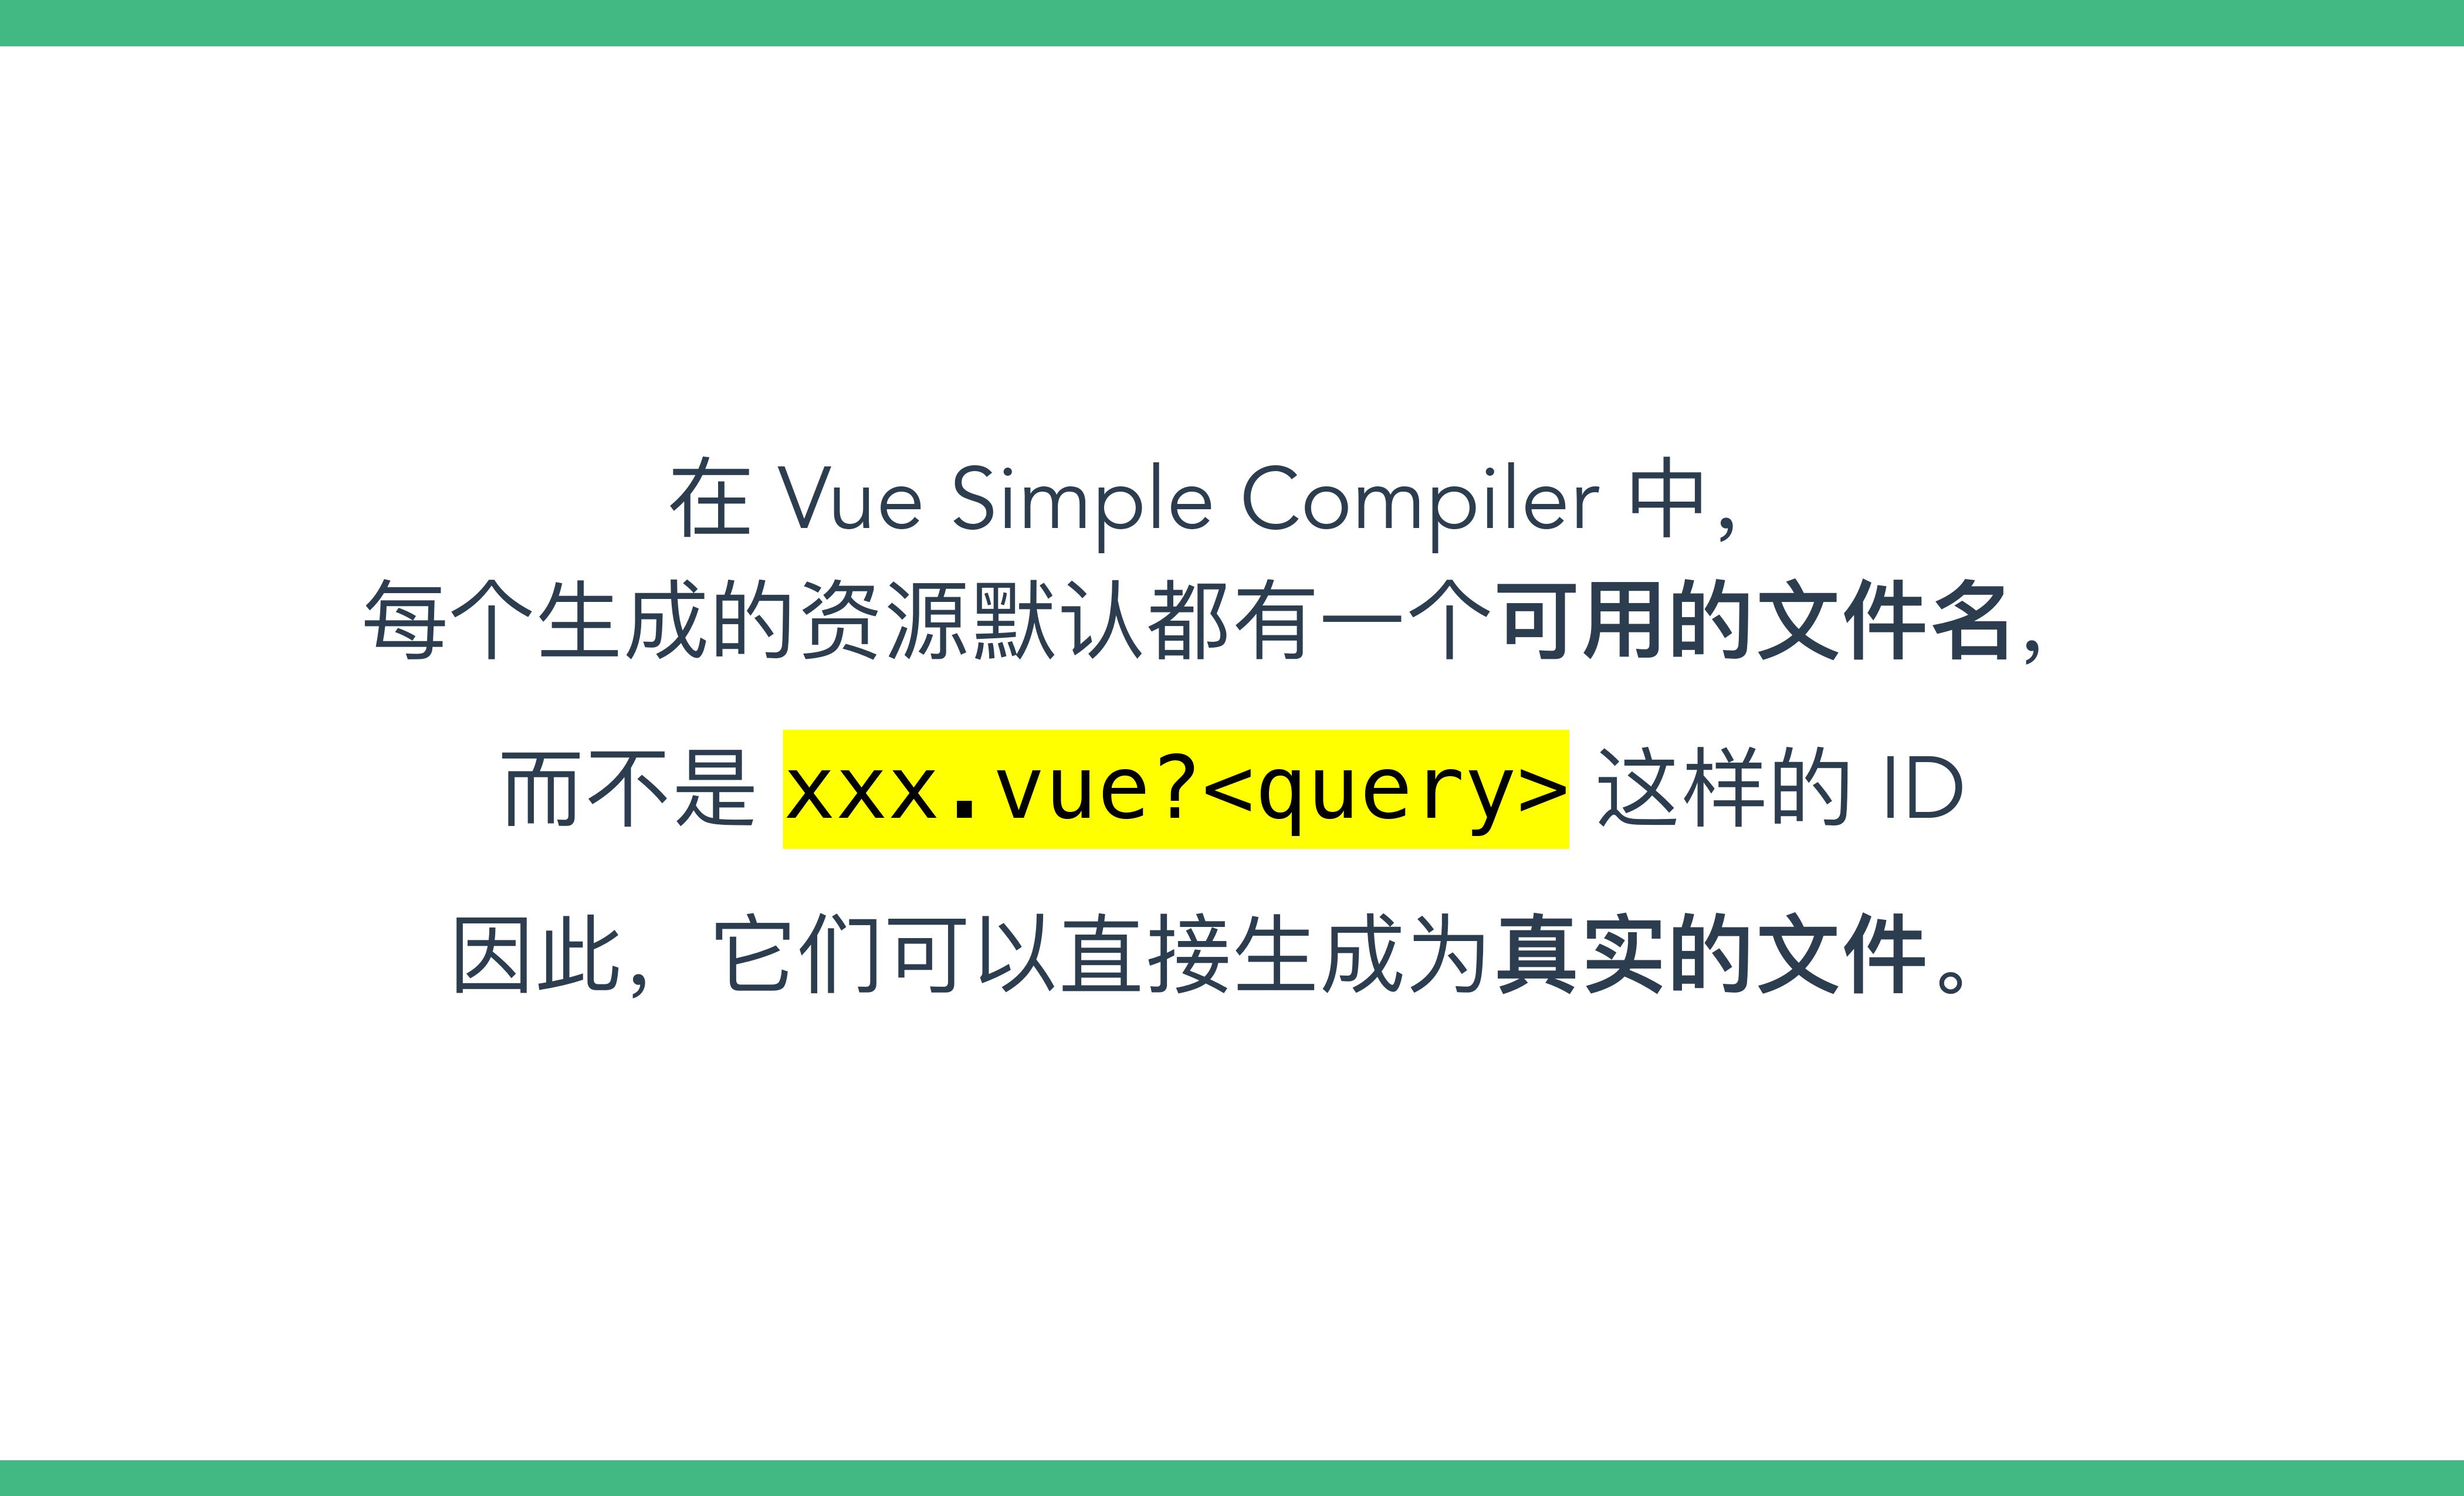 在 Vue Simple Compiler 中，
每个生成的资源默认都有一个可用的文件名，
而不是 xxx.vue?<query> 这样的 ID
因此，它们可以直接生成为真实的文件。